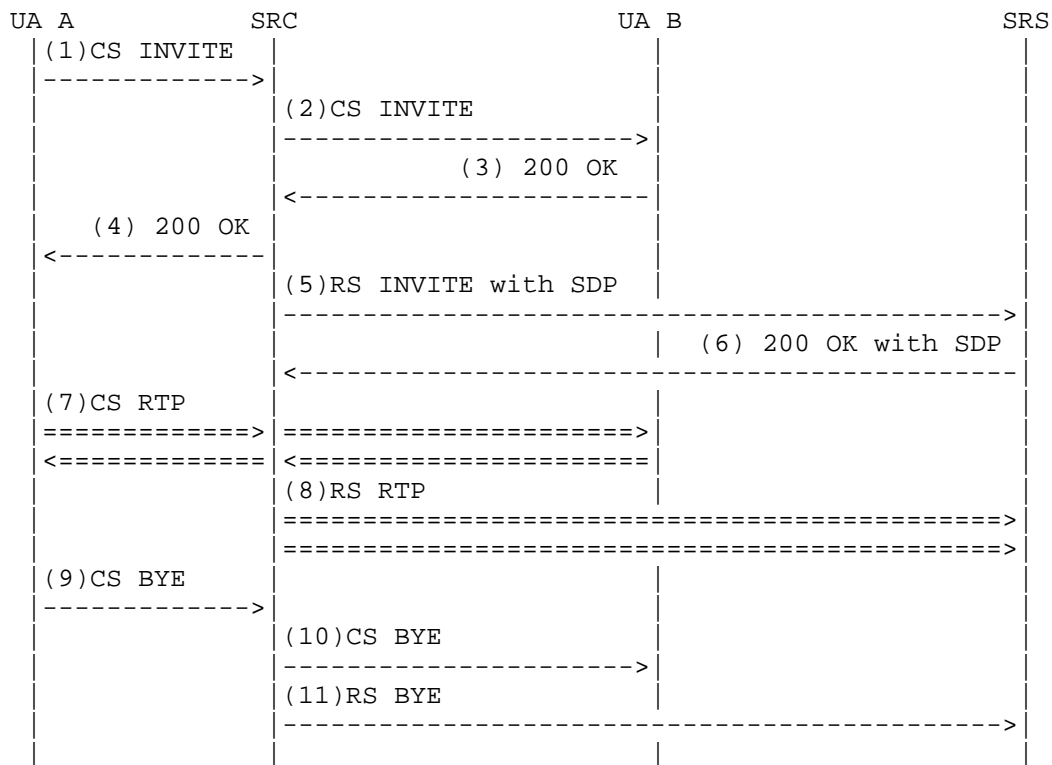 UA A SRC UA B SRS
(1)CS INVITE
(2)CS INVITE
(3) 200 OK
(4) 200 OK
(5)RS INVITE with SDP
(6) 200 OK with SDP
(7)CS RTP
(8)RS RTP
(9)CS BYE
(10)CS BYE
(11)RS BYE